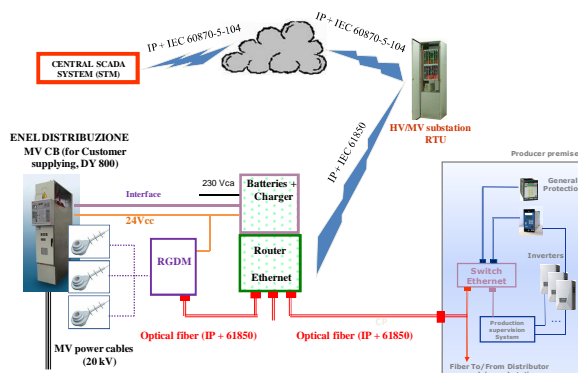 IP + IEC 60870-5-104
IP + IEC 60870-5-104
CENTRAL SCADA
SYSTEM (STM)
HV/MV substation
RTU
IP + IEC 61850
ENEL DISTRIBUZIONE
MV CB (for Customer
supplying, DY 800)
Producer premise
230 Vca
Batteries +
Charger
Interface
24Vcc
General
Protection
RGDM
Router
Ethernet
Inverters
Switch
Ethernet
...
Production
supervision
System
Optical fiber (IP + 61850)
Optical fiber (IP + 61850)
MV power cables
(20 kV)
Fiber To/From Distributor